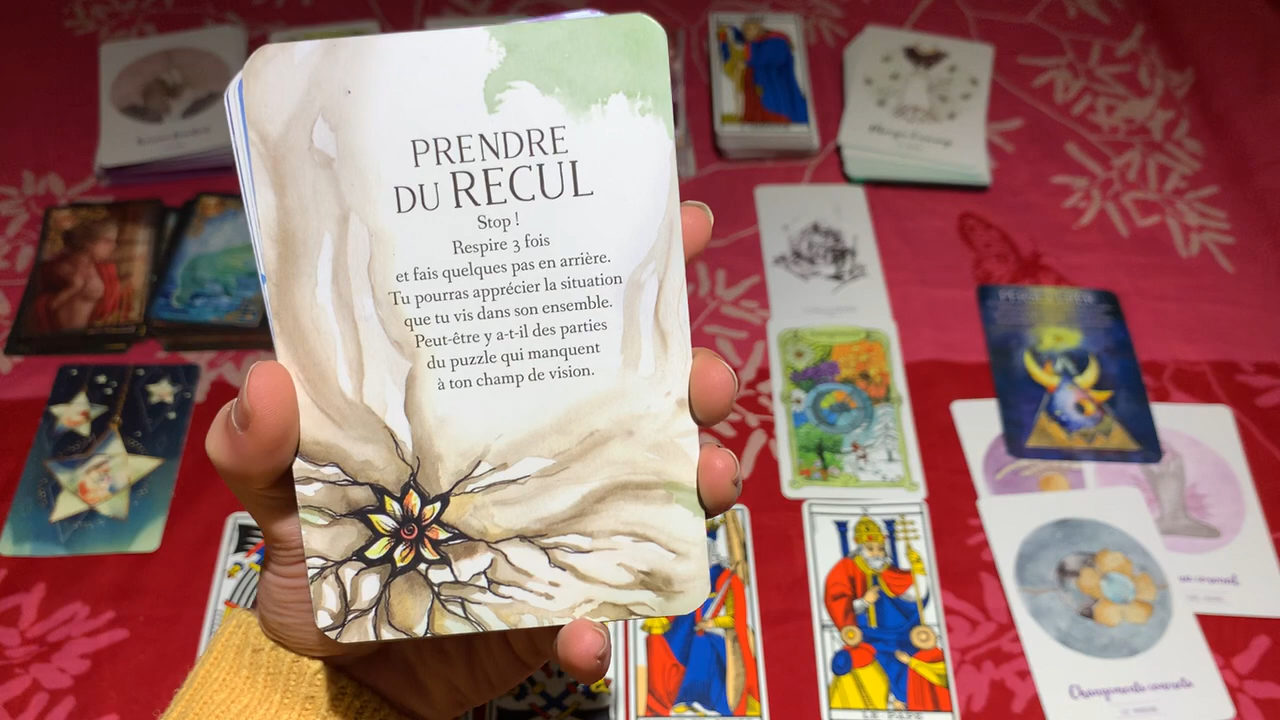 PRENDRE
DU RECUL
Stop !
Respire 3 fois
et fais quelques pas en arrière.
Tu pourras apprécier la situation
que tu vis dans son ensemble.
Peut-être y a-t-il des parties
du puzzle qui manquent
à ton champ de vision.
Changements concrets
LE PAPE